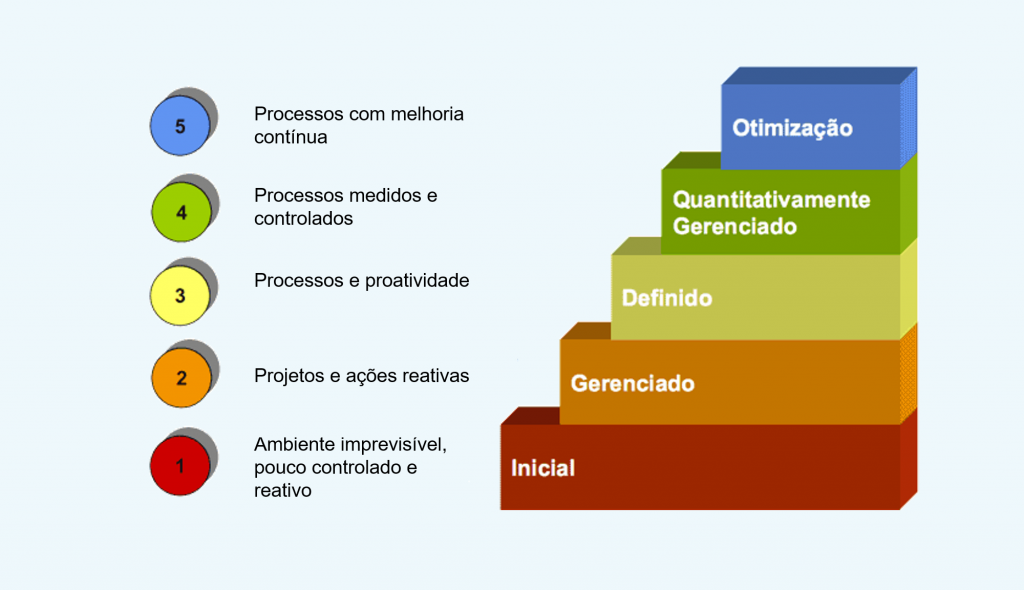 5
Processos com melhoria
contínua
Otimização
4
Processos medidos e
controlados
Quantitativamente
Gerenciado
3
Processos e proatividade
Definido
2
Projetos e ações reativas
Gerenciado
1
Ambiente imprevisível,
pouco controlado e
reativo
Inicial